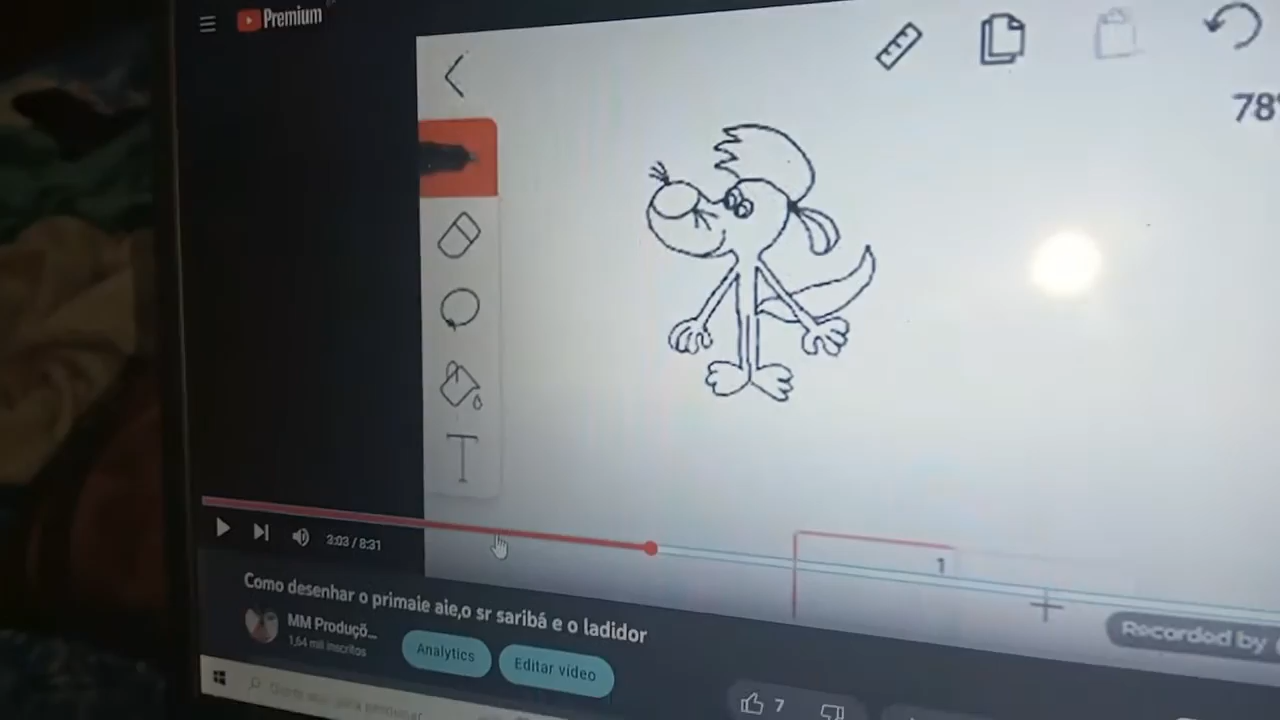 Premium
78
3:03 / 8:31
1
Como desenhar o primaie aie,o sr saribá e o ladidor
MM Produçõ...
1,64 mil inscritos
Analytics
Editar vídeo
Recorded by
7